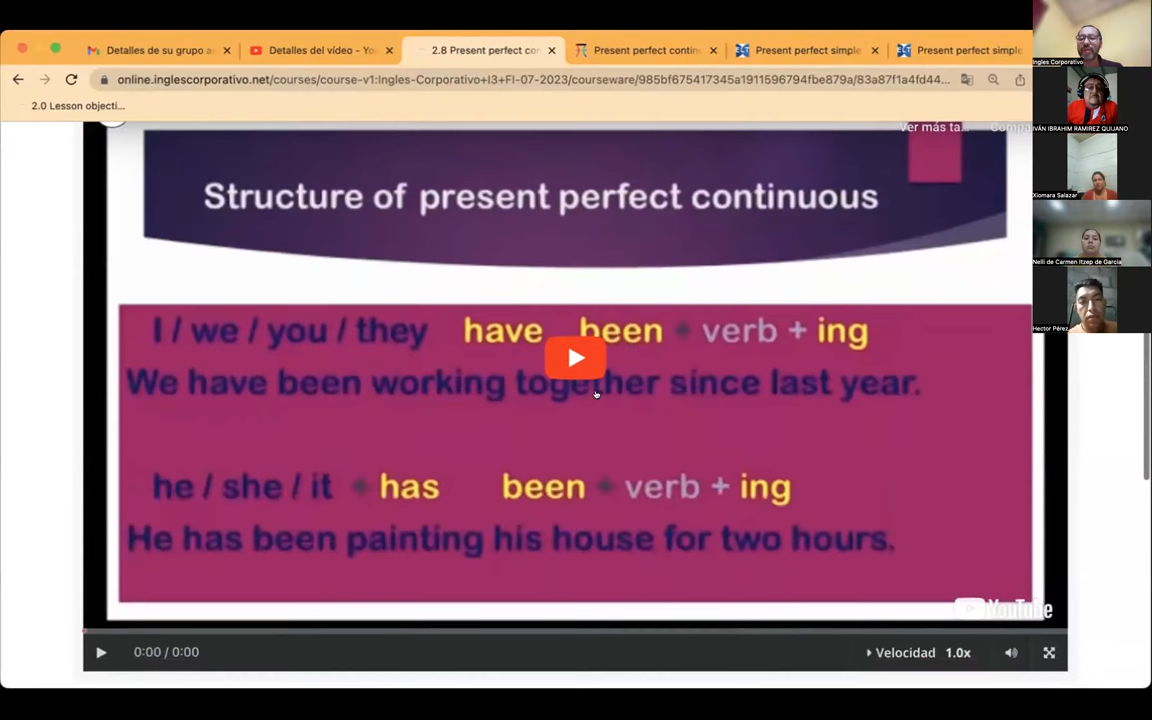 Detalles de su grupo a
Detalles del vídeo - Yo
2.8 Present perfect co
Present perfect contin
Present perfect simple
Present perfect simple
online.inglescorporativo.net/courses/course-v1:Ingles-Corporativo+I3+FI-07-2023/courseware/985bf675417345a1911596794fbe879a/83a87f1a4fd44...
2.0 Lesson objecti...
Ver más ta...
Structure of present perfect continuous
I / we / you / they have been + verb + ing
We have been working together since last year.
he / she / it + has been + verb + ing
He has been painting his house for two hours.
YouTube
0:00 / 0:00
Velocidad 1.0x
Ingles Corporativo
IVÁN IBRAHIM RAMIREZ QUIJANO
Xiomara Salazar
Nelli de Carmen Itzep de Garcia
Hector Pérez